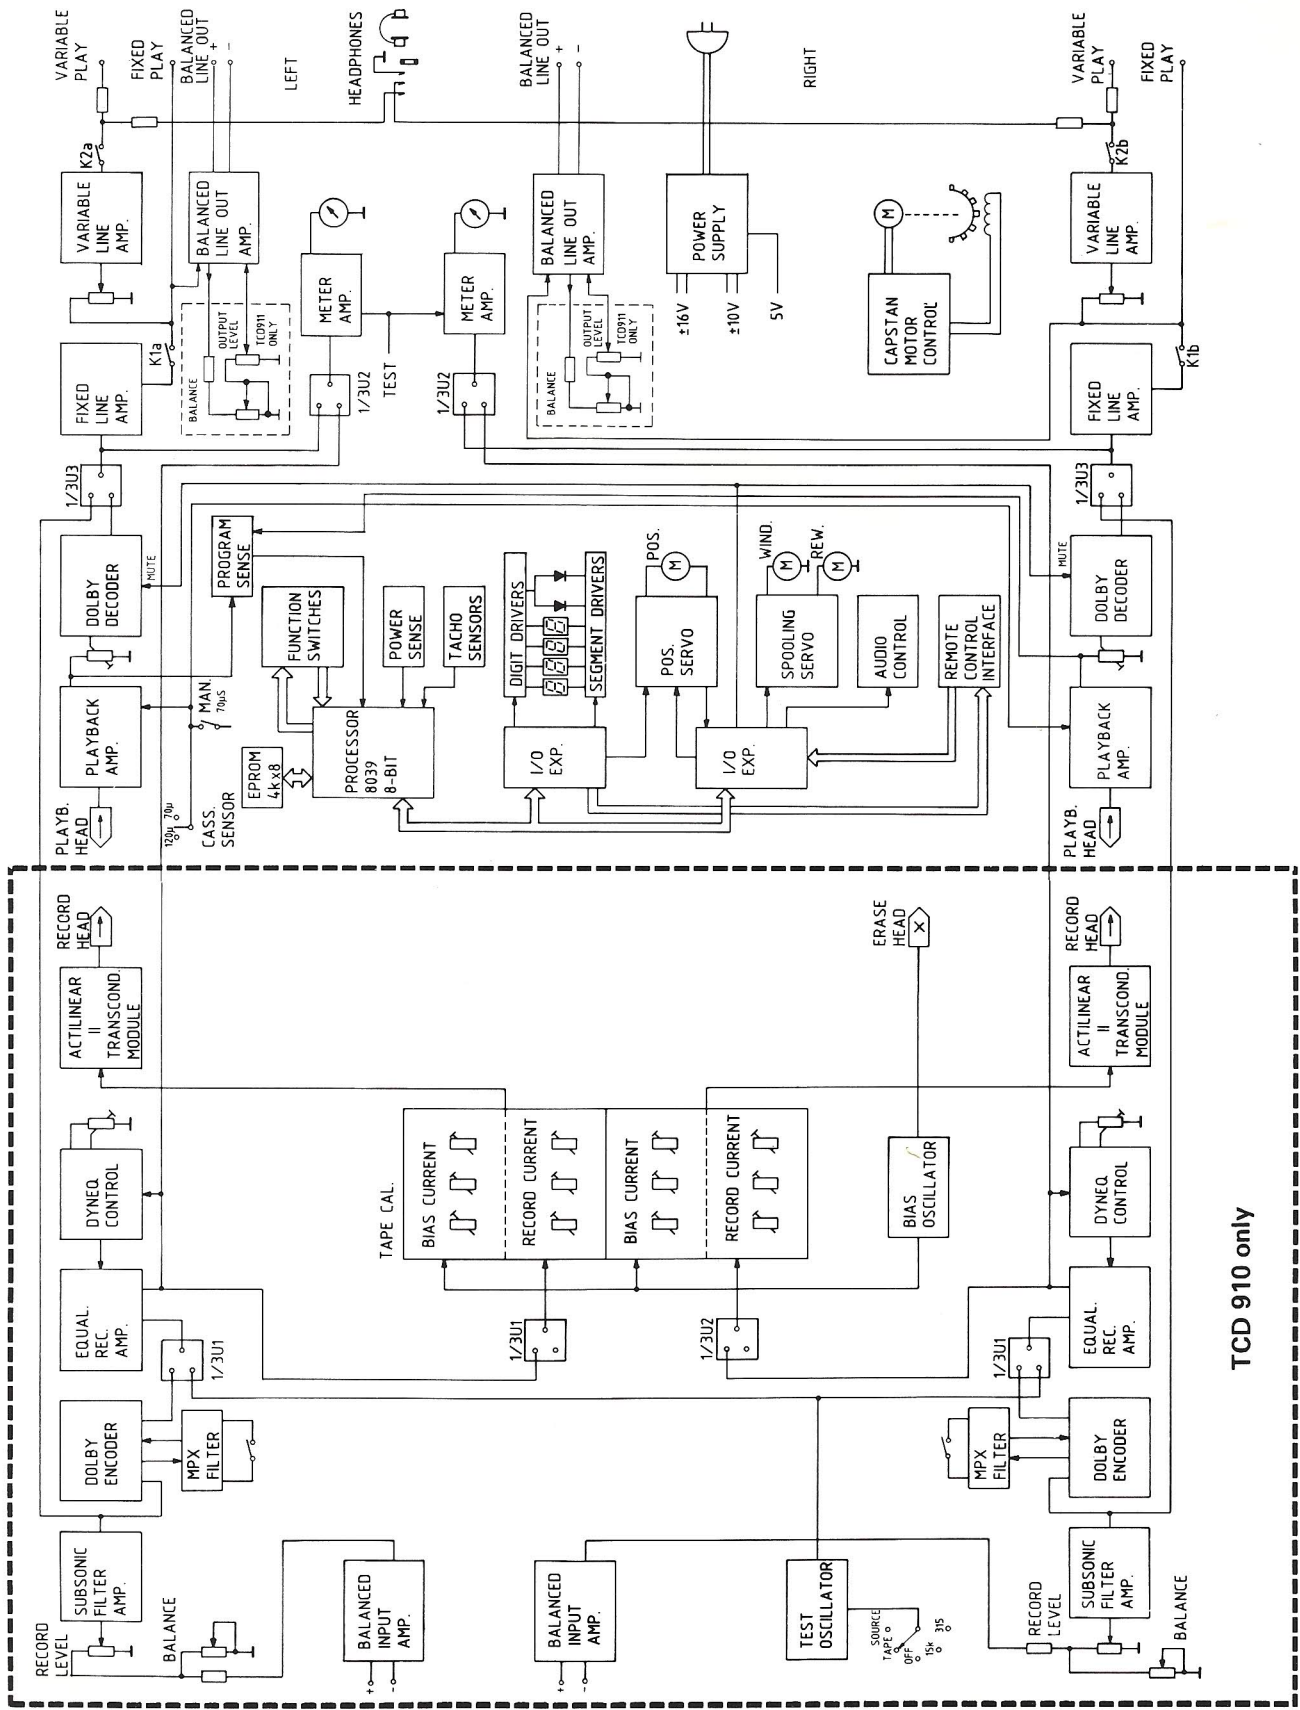 VARIABLE
PLAY
FIXED
PLAY
BALANCED
LINE OUT
+
-
LEFT
HEADPHONES
BALANCED
LINE OUT
+
-
RIGHT
VARIABLE
PLAY
FIXED
PLAY
K2a
VARIABLE
LINE
AMP.
BALANCED
LINE OUT
AMP.
BALANCED
LINE OUT
AMP.
POWER
SUPPLY
±16V
±10V
5V
M
CAPSTAN
MOTOR
CONTROL
K2b
VARIABLE
LINE
AMP.
K1a
FIXED
LINE
AMP.
BALANCE
OUTPUT
LEVEL
TCD911
ONLY
METER
AMP.
1/3U2
TEST
METER
AMP.
1/3U2
BALANCE
OUTPUT
LEVEL
TCD911
ONLY
FIXED
LINE
AMP.
K1b
1/3U3
DOLBY
DECODER
MUTE
PROGRAM
SENSE
FUNCTION
SWITCHES
POWER
SENSE
TACHO
SENSORS
DIGIT DRIVERS
SEGMENT DRIVERS
POS.
M
POS.
SERVO
WIND.
M
REW.
M
SPOOLING
SERVO
AUDIO
CONTROL
REMOTE
CONTROL
INTERFACE
1/3U3
MUTE
DOLBY
DECODER
PLAYBACK
AMP.
MAN.
70µS
EPROM
4kx8
PROCESSOR
8039
8-BIT
I/O
EXP.
I/O
EXP.
PLAYBACK
AMP.
PLAYB.
HEAD
120µ
70µ
CASS.
SENSOR
PLAYB.
HEAD
RECORD
HEAD
ACTILINEAR
II
TRANSCOND.
MODULE
ERASE
HEAD
X
RECORD
HEAD
ACTILINEAR
II
TRANSCOND.
MODULE
DYNEQ
CONTROL
TAPE CAL.
BIAS CURRENT
RECORD CURRENT
BIAS CURRENT
RECORD CURRENT
BIAS
OSCILLATOR
DYNEQ
CONTROL
EQUAL.
REC.
AMP.
1/3U1
1/3U1
1/3U2
1/3U1
EQUAL.
REC.
AMP.
DOLBY
ENCODER
MPX
FILTER
MPX
FILTER
DOLBY
ENCODER
SUBSONIC
FILTER
AMP.
RECORD
LEVEL
BALANCE
BALANCED
INPUT
AMP.
+
-
BALANCED
INPUT
AMP.
+
-
TEST
OSCILLATOR
SOURCE
TAPE
OFF
15k
315
RECORD
LEVEL
SUBSONIC
FILTER
AMP.
BALANCE
TCD 910 only